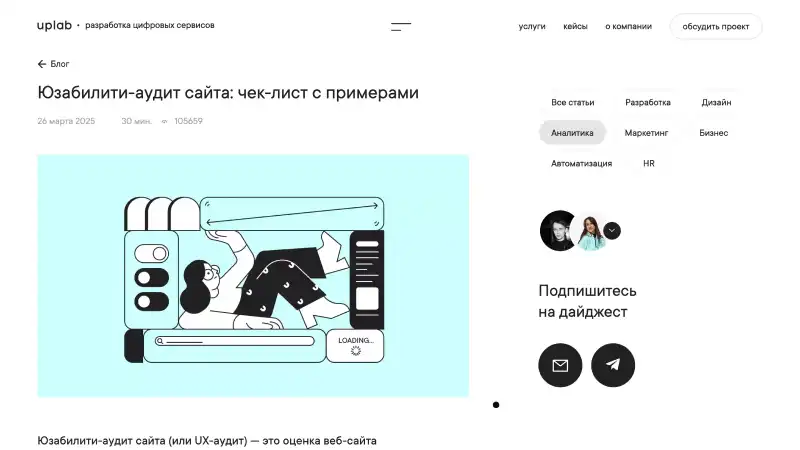 uplab • разработка цифровых сервисов
услуги кейсы о компании обсудить проект
← Блог
Юзабилити-аудит сайта: чек-лист с примерами
26 марта 2025 30 мин. 105659
Все статьи Разработка Дизайн
Аналитика Маркетинг Бизнес
Автоматизация HR
LOADING...
Подпишитесь
на дайджест
Юзабилити-аудит сайта (или UX-аудит) — это оценка веб-сайта